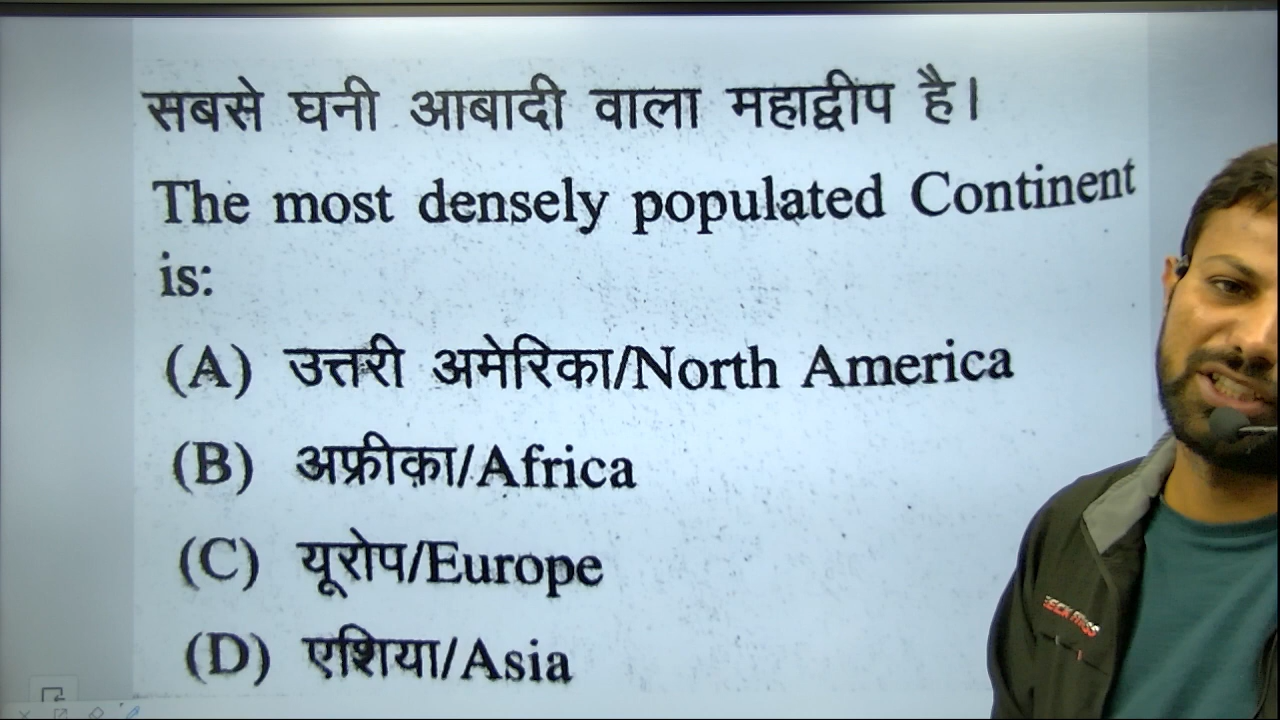 सबसे घनी आबादी वाला महाद्वीप है।
The most densely populated Continent
is:
(A) उत्तरी अमेरिका/North America
(B) अफ्रीक़ा/Africa
(C) यूरोप/Europe
(D) एशिया/Asia